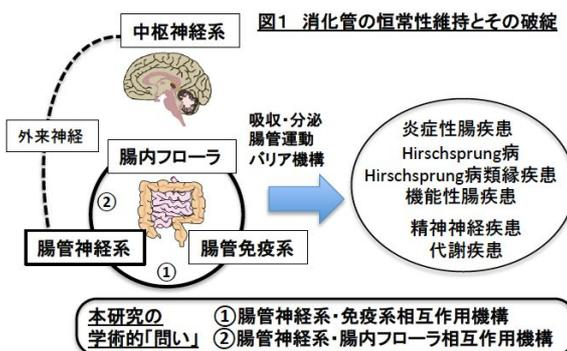 図1 消化管の恒常性維持とその破綻
中枢神経系
外来神経
腸内フローラ
②
腸管神経系
腸管免疫系
①
吸収・分泌
腸管運動
バリア機構
炎症性腸疾患
Hirschsprung病
Hirschsprung病類縁疾患
機能性腸疾患
精神神経疾患
代謝疾患
本研究の ①腸管神経系・免疫系相互作用機構
学術的「問い」 ②腸管神経系・腸内フローラ相互作用機構